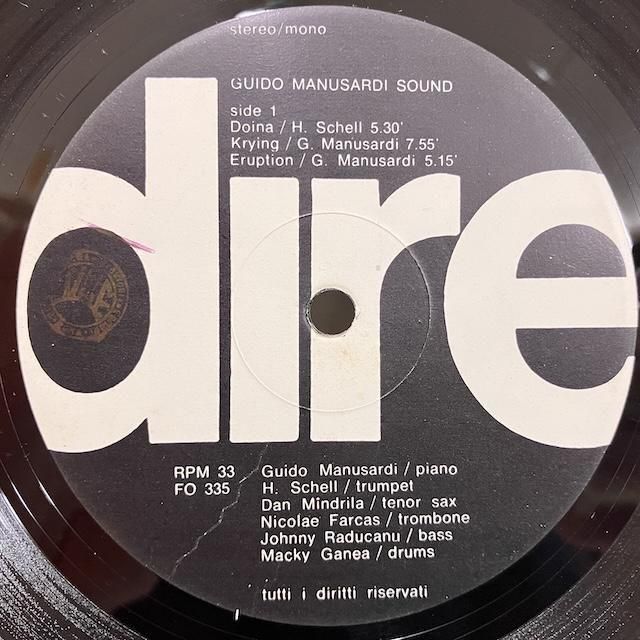 stereo/mono
GUIDO MANUSARDI SOUND
side 1
Doina / H. Schell 5.30'
Krying / G. Manusardi 7.55'
Eruption / G. Manusardi 5.15'
dire
RPM 33 Guido Manusardi / piano
FO 335 H. Schell / trumpet
Dan Mindrila / tenor sax
Nicolae Farcas / trombone
Johnny Raducanu / bass
Macky Ganea / drums
tutti i diritti riservati